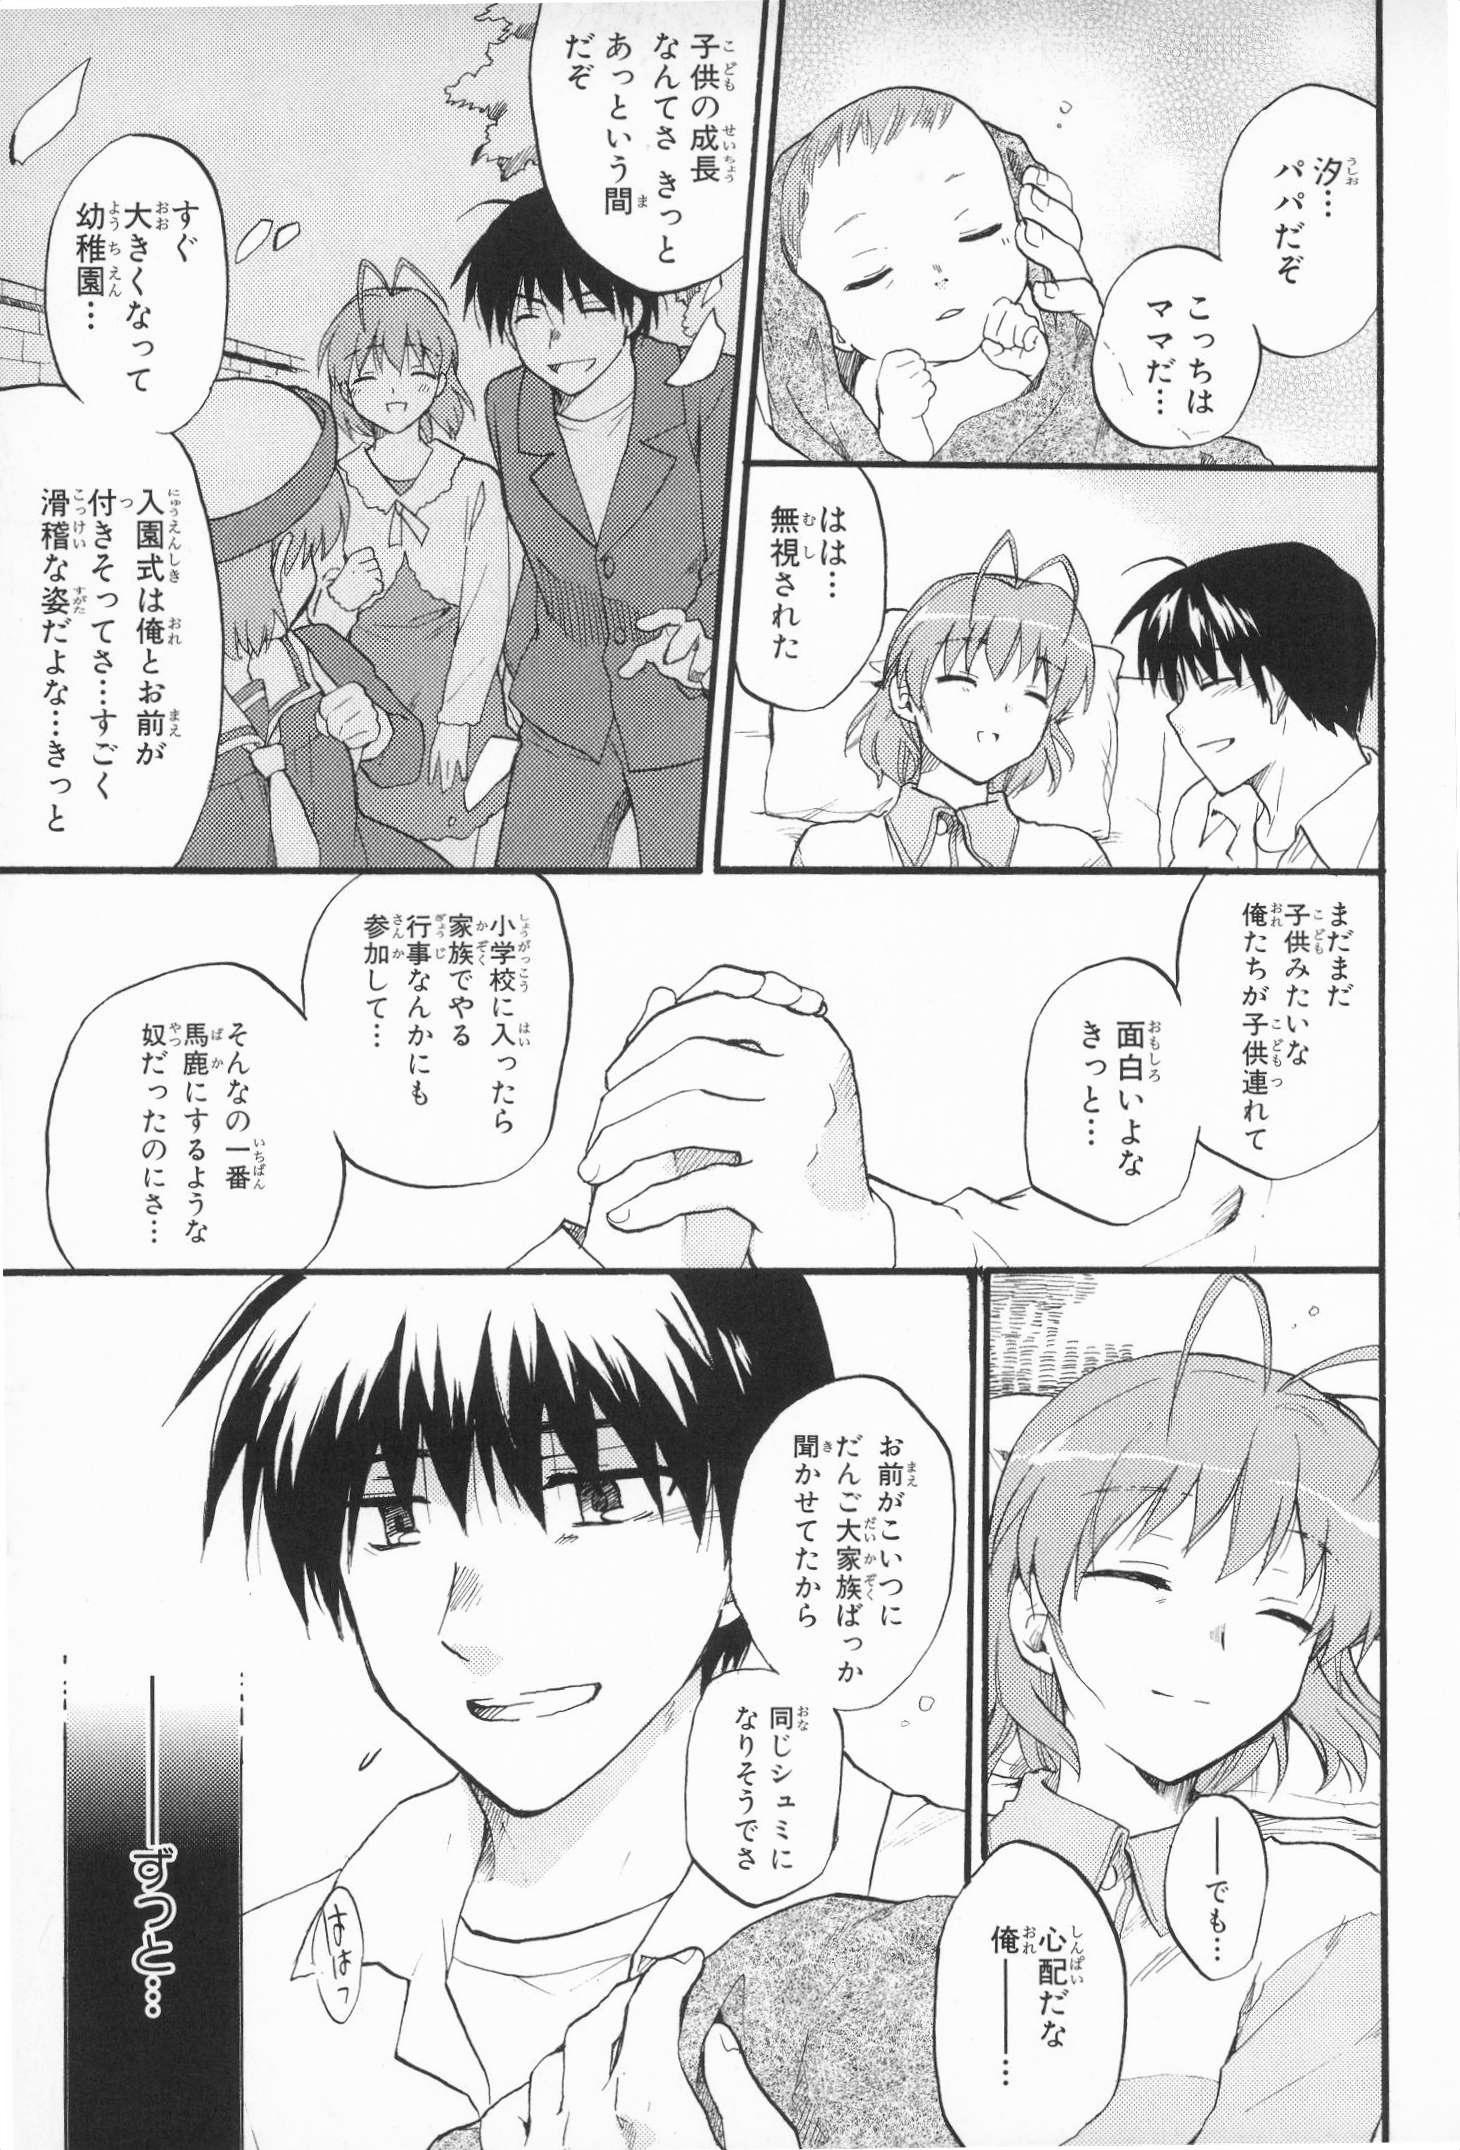 汐…
パパだぞ
こっちは
ママだ…
はは…
無視された
子供の成長
なんてさ きっと
あっという間
だぞ
すぐ
大きくなって
幼稚園…
入園式は俺とお前が
付きそってさ…すごく
滑稽な姿だよな…きっと
まだまだ
子供みたいな
俺たちが子供連れて
面白いよな
きっと…
小学校に入ったら
家族でやる
行事なんかにも
参加して…
そんなの一番
馬鹿にするような
奴だったのにさ…
――でも…
心配だな
俺――…
お前がこいつに
だんご大家族ばっか
聞かせてたから
同じシュミに
なりそうでさ
あはっ
――ずっと…